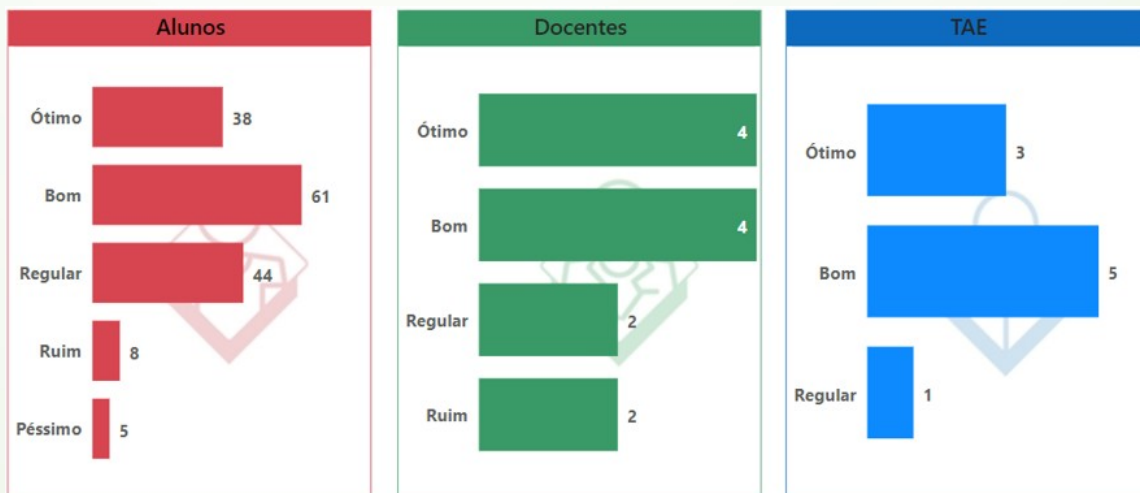 Alunos
Ótimo 38
Bom 61
Regular 44
Ruim 8
Péssimo 5
Docentes
Ótimo 4
Bom 4
Regular 2
Ruim 2
TAE
Ótimo 3
Bom 5
Regular 1